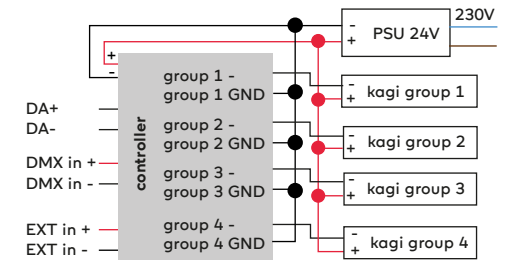 230V
-
+ PSU 24V
+
-
group 1 -
group 1 GND
group 2 -
group 2 GND
group 3 -
group 3 GND
group 4 -
group 4 GND
controller
DA+
DA-
DMX in +
DMX in -
EXT in +
EXT in -
-
+ kagi group 1
-
+ kagi group 2
-
+ kagi group 3
-
+ kagi group 4